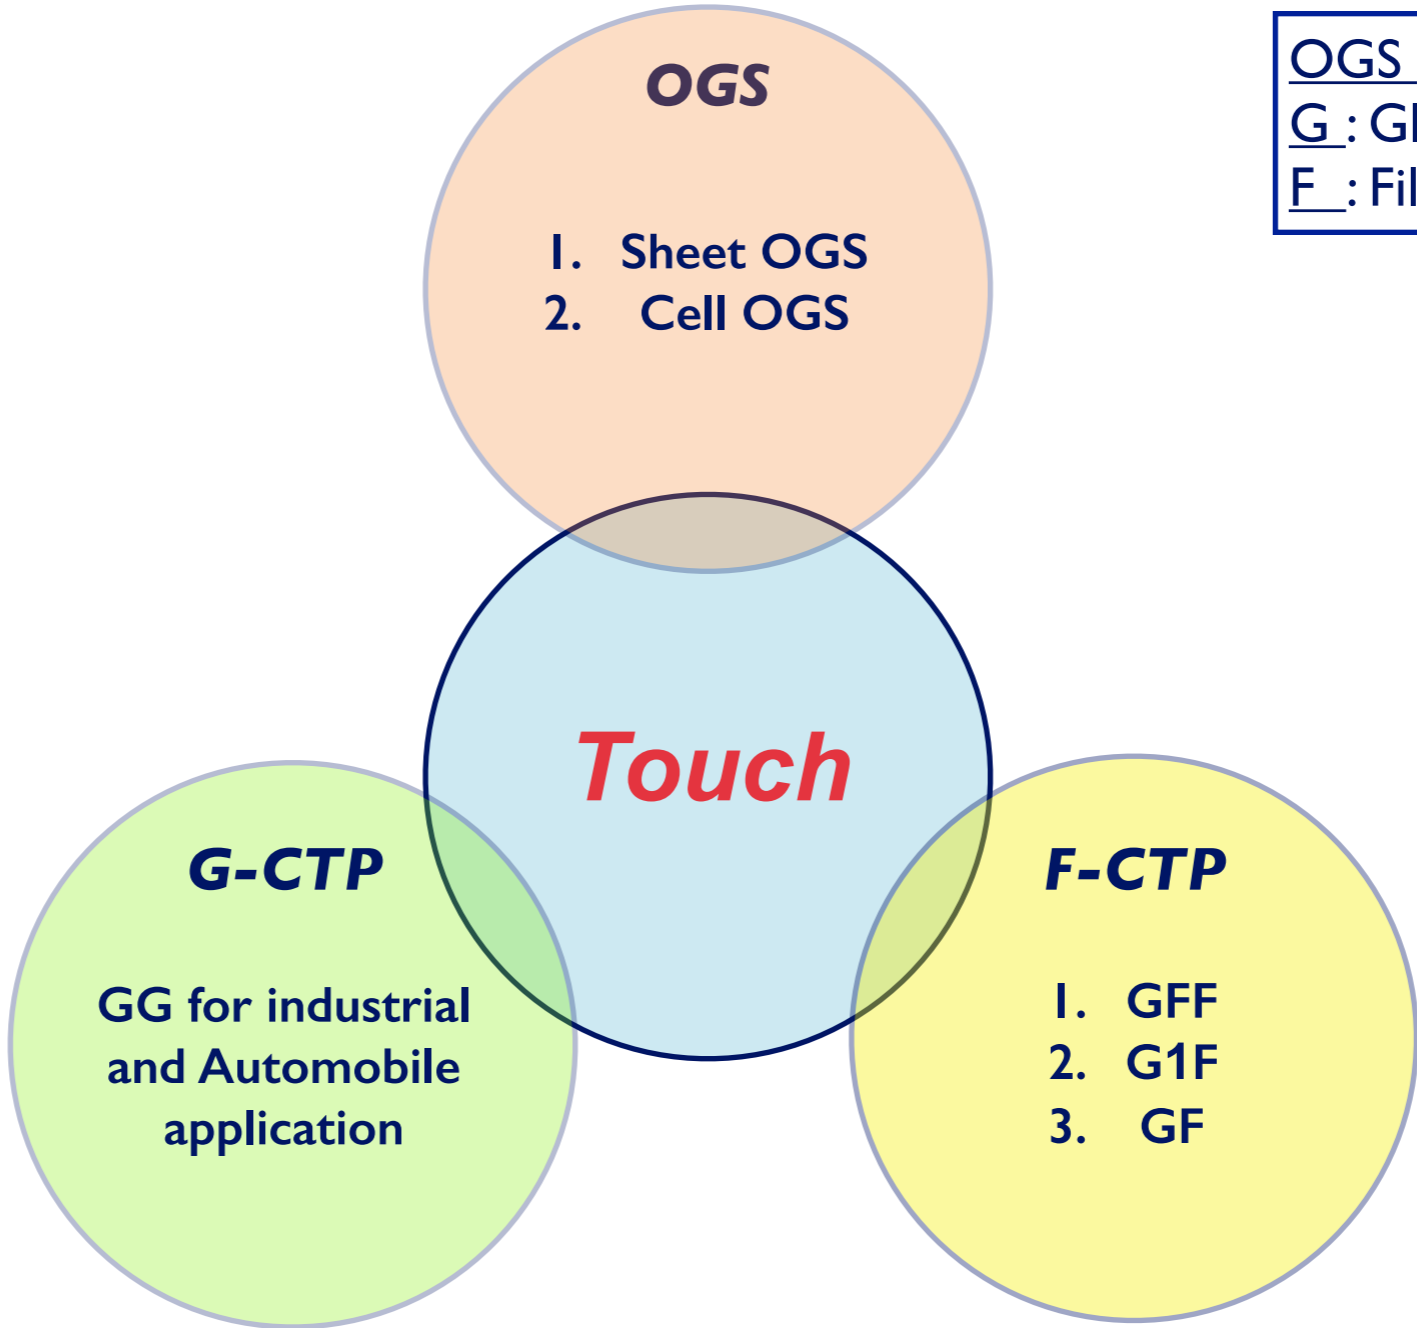 OGS
G : Gl
F : Fil
OGS
1. Sheet OGS
2. Cell OGS
Touch
G-CTP
GG for industrial
and Automobile
application
F-CTP
1. GFF
2. G1F
3. GF